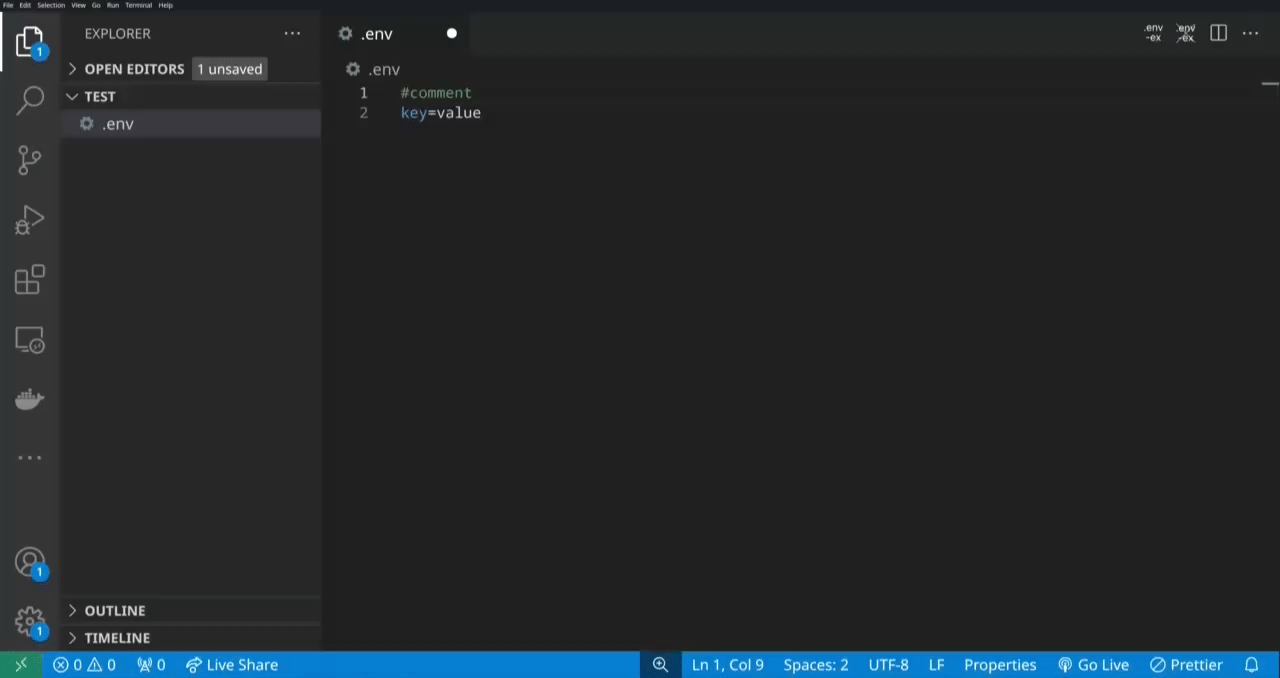 File Edit Selection View Go Run Terminal Help
EXPLORER
.env
.env -ex
.env -ex
1
OPEN EDITORS 1 unsaved
.env
TEST
.env
1 #comment
2 key=value
1
OUTLINE
1
TIMELINE
0 0 0 Live Share Ln 1, Col 9 Spaces: 2 UTF-8 LF Properties Go Live Prettier